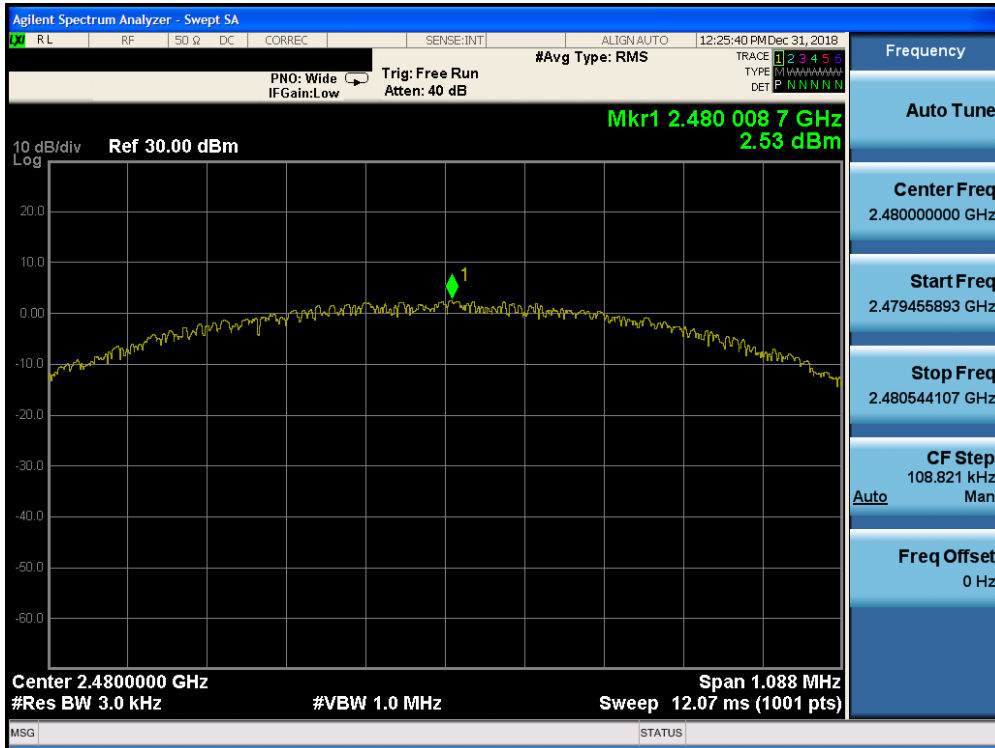 Agilent Spectrum Analyzer - Swept SA
LXI RL RF 50 Ω DC CORREC SENSE:INT ALIGN AUTO 12:25:40 PM Dec 31, 2018
#Avg Type: RMS TRACE 1 2 3 4 5 6
PNO: Wide Trig: Free Run TYPE M WWWWW
IFGain:Low Atten: 40 dB DET P N N N N N
Mkr1 2.480 008 7 GHz
10 dB/div Ref 30.00 dBm 2.53 dBm
Log
20.0
10.0
1
0.00
-10.0
-20.0
-30.0
-40.0
-50.0
-60.0
Center 2.4800000 GHz Span 1.088 MHz
#Res BW 3.0 kHz #VBW 1.0 MHz Sweep 12.07 ms (1001 pts)
MSG STATUS
Frequency
Auto Tune
Center Freq
2.480000000 GHz
Start Freq
2.479455893 GHz
Stop Freq
2.480544107 GHz
CF Step
108.821 kHz
Auto Man
Freq Offset
0 Hz